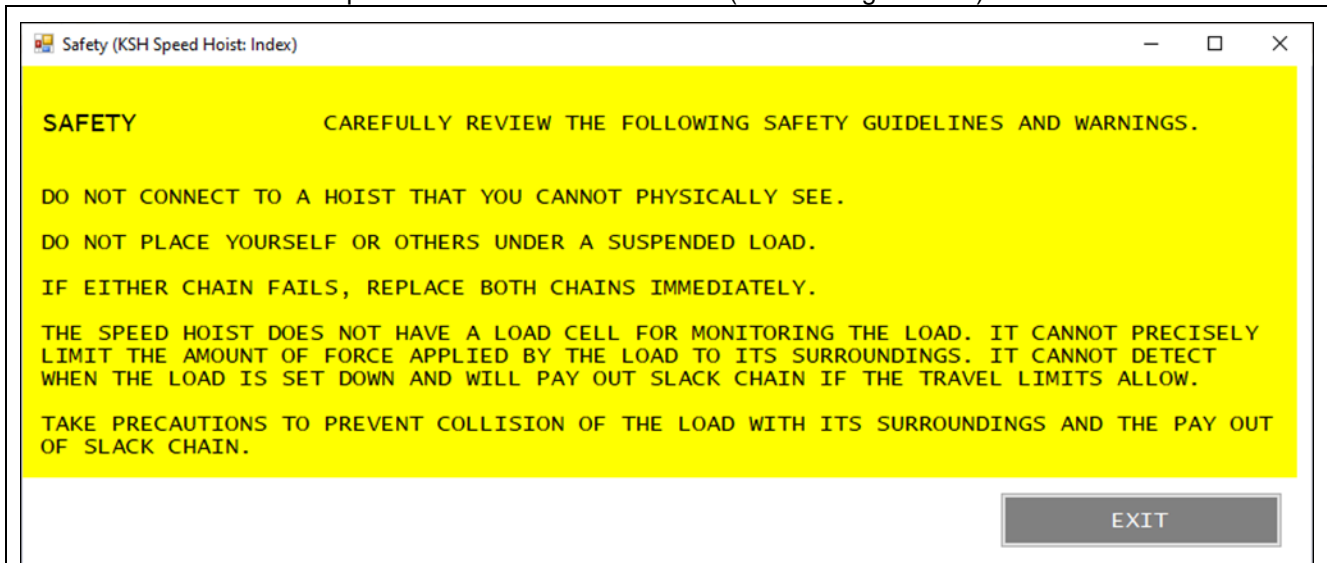 Safety (KSH Speed Hoist: Index)
SAFETY CAREFULLY REVIEW THE FOLLOWING SAFETY GUIDELINES AND WARNINGS.
DO NOT CONNECT TO A HOIST THAT YOU CANNOT PHYSICALLY SEE.
DO NOT PLACE YOURSELF OR OTHERS UNDER A SUSPENDED LOAD.
IF EITHER CHAIN FAILS, REPLACE BOTH CHAINS IMMEDIATELY.
THE SPEED HOIST DOES NOT HAVE A LOAD CELL FOR MONITORING THE LOAD. IT CANNOT PRECISELY
LIMIT THE AMOUNT OF FORCE APPLIED BY THE LOAD TO ITS SURROUNDINGS. IT CANNOT DETECT
WHEN THE LOAD IS SET DOWN AND WILL PAY OUT SLACK CHAIN IF THE TRAVEL LIMITS ALLOW.
TAKE PRECAUTIONS TO PREVENT COLLISION OF THE LOAD WITH ITS SURROUNDINGS AND THE PAY OUT
OF SLACK CHAIN.
EXIT